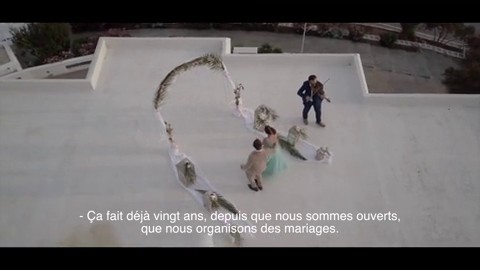 - Ça fait déjà vingt ans, depuis que nous sommes ouverts,
que nous organisons des mariages.